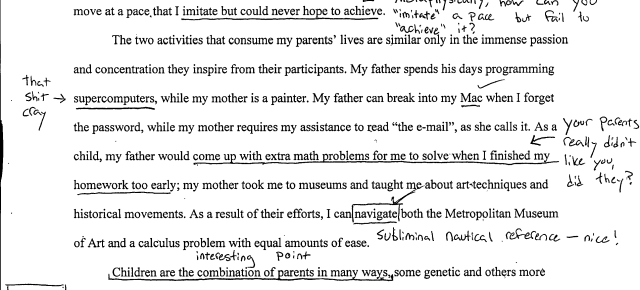 metaphysically, how can you
move at a pace that I imitate but could never hope to achieve. "imitate" a pace but fail to
"achieve" it?
The two activities that consume my parents' lives are similar only in the immense passion
and concentration they inspire from their participants. My father spends his days programming
that shit cray → supercomputers, while my mother is a painter. My father can break into my Mac when I forget
the password, while my mother requires my assistance to read "the e-mail", as she calls it. As a
child, my father would come up with extra math problems for me to solve when I finished my
homework too early; my mother took me to museums and taught me about art techniques and
your parents
really didn't
like you,
did they?
historical movements. As a result of their efforts, I can navigate both the Metropolitan Museum
of Art and a calculus problem with equal amounts of ease. Subliminal nautical reference – nice!
interesting point
Children are the combination of parents in many ways, some genetic and others more